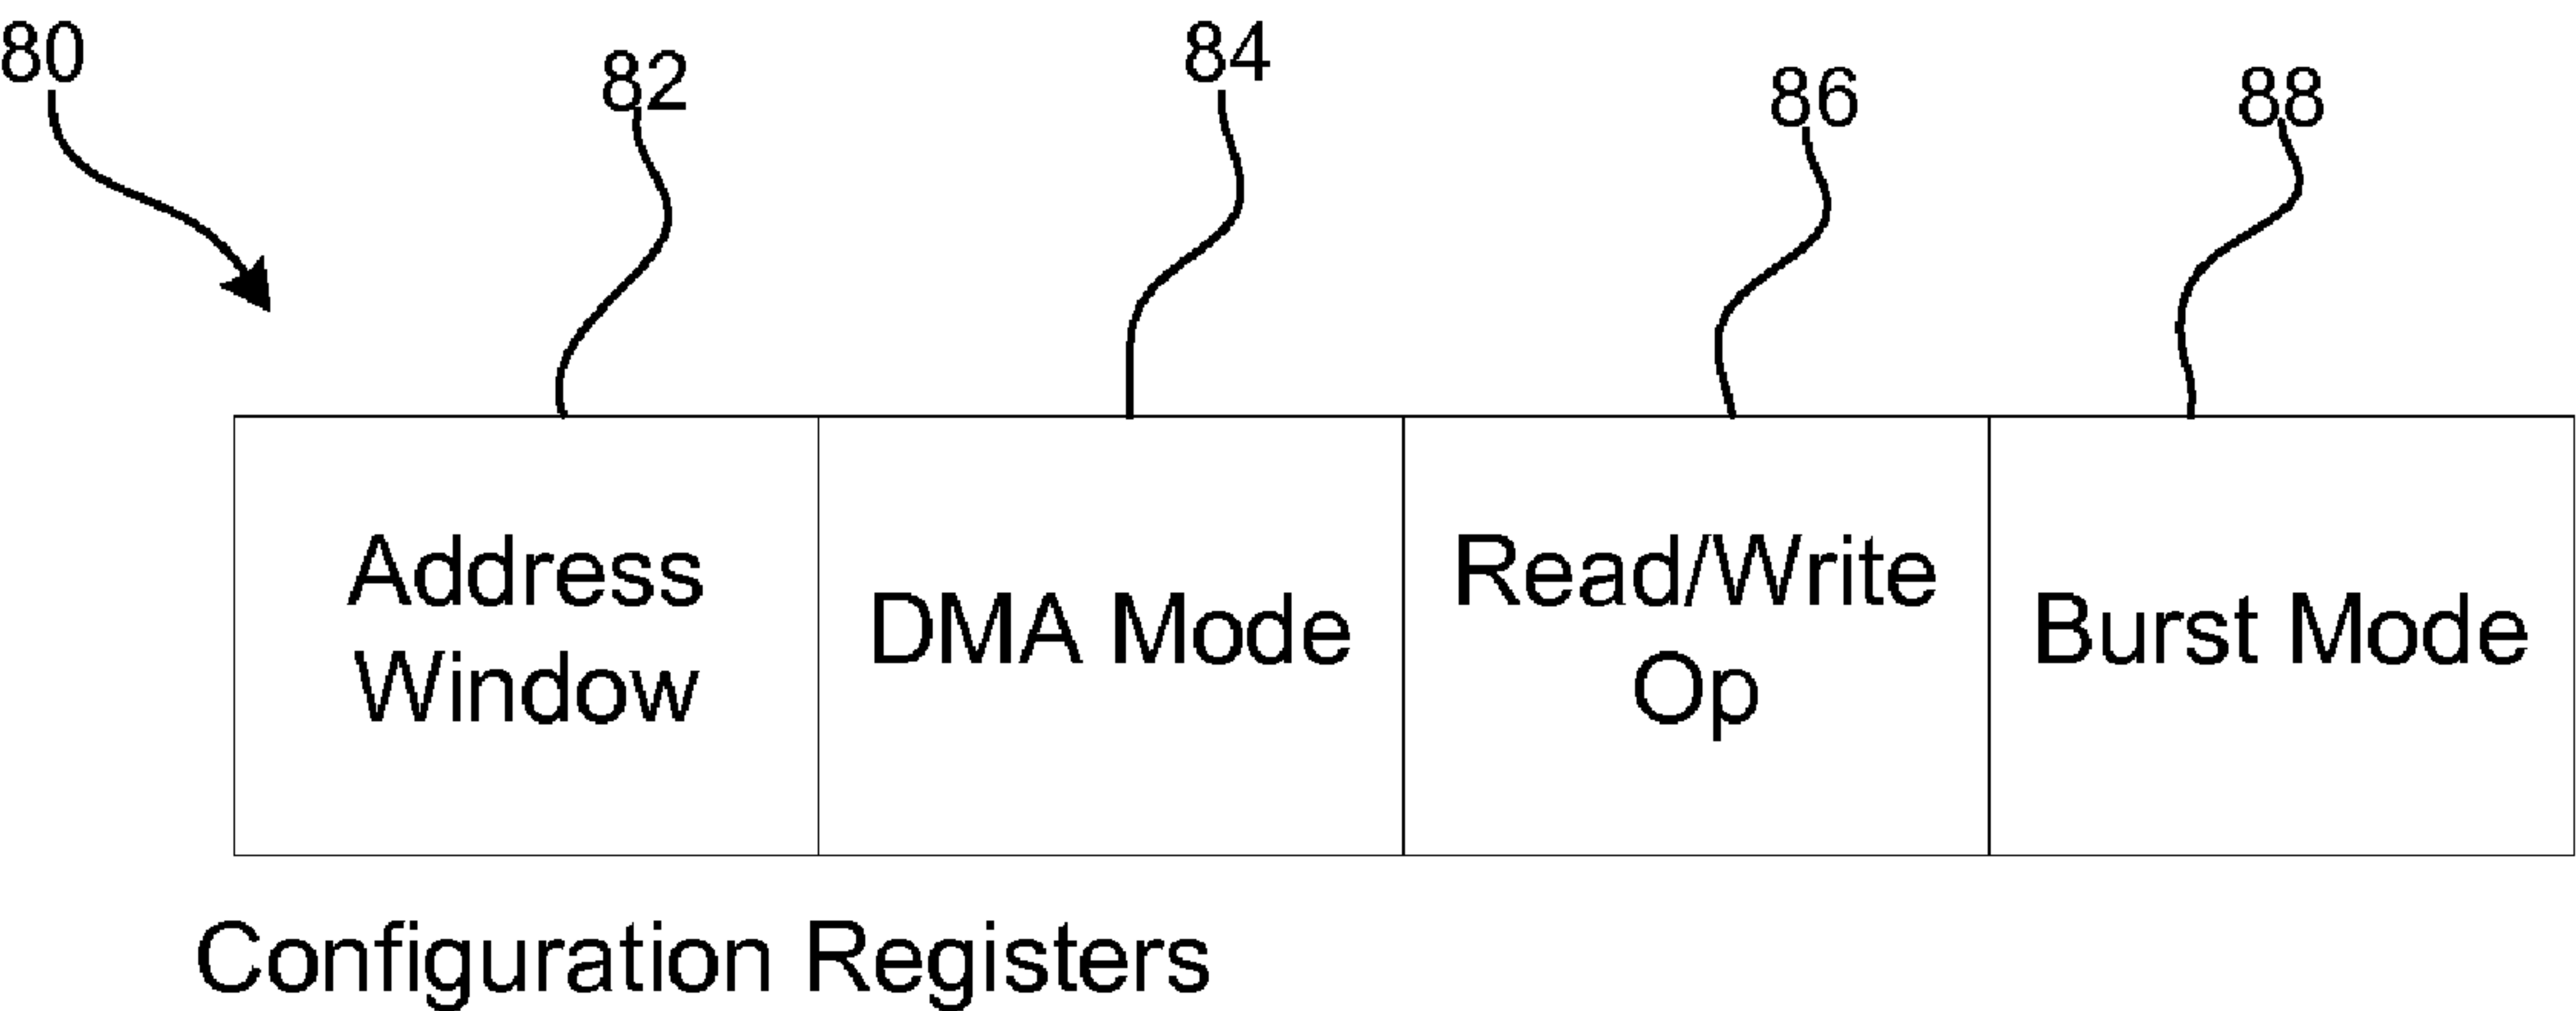 80
82
84
86
88
Address
Window
DMA Mode
Read/Write
Op
Burst Mode
Configuration Registers